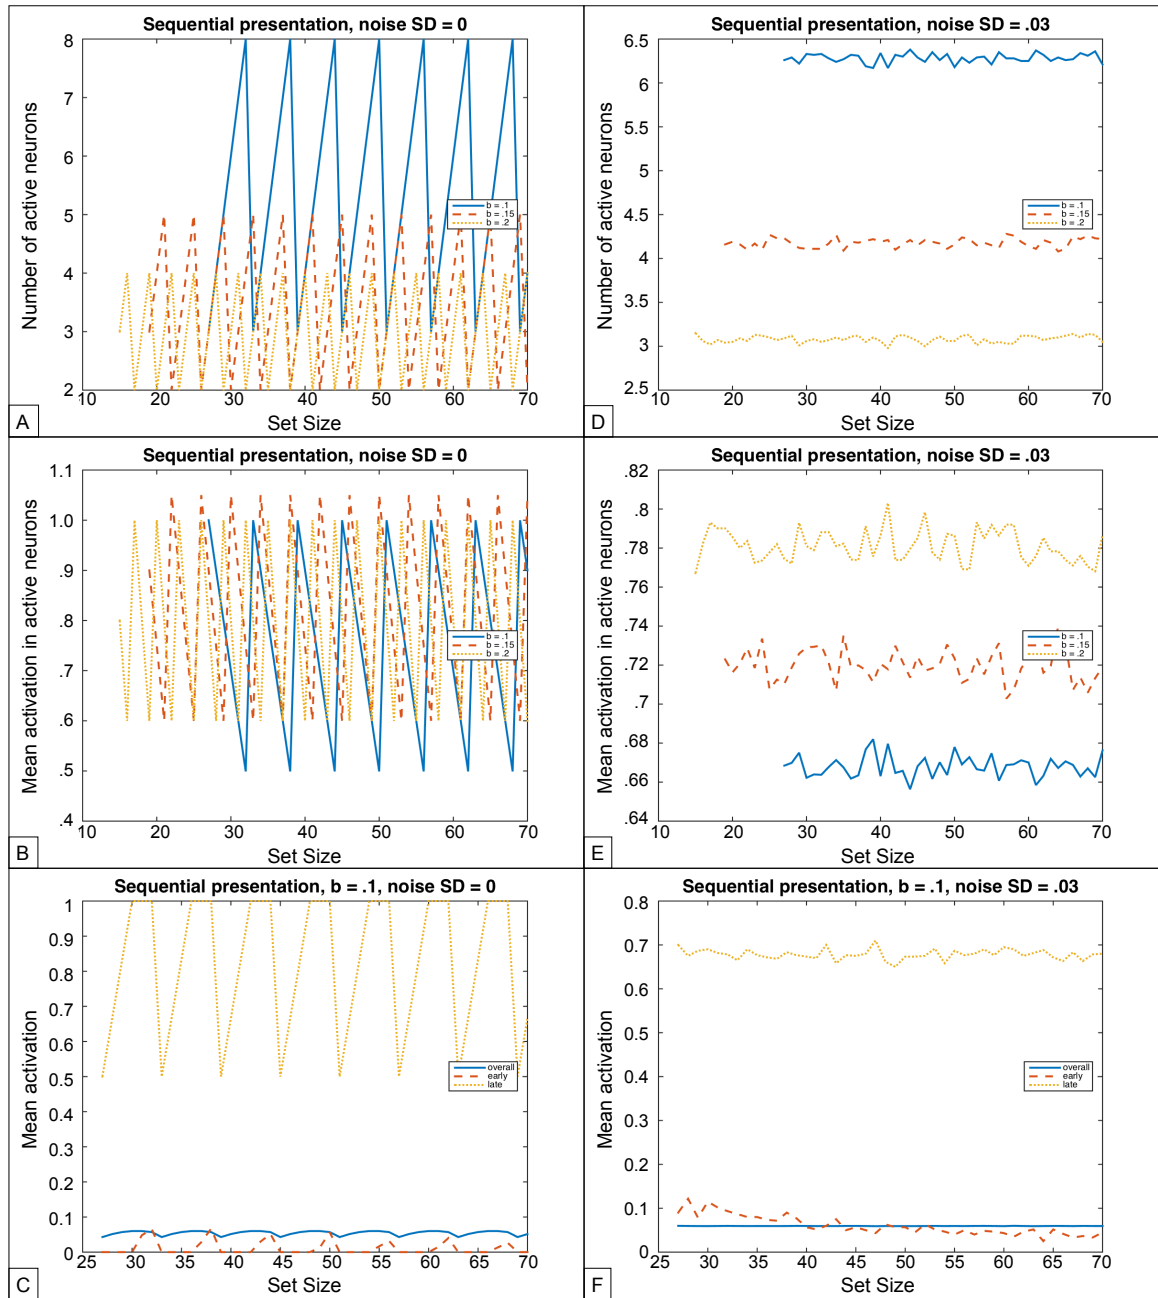 Sequential presentation, noise SD = 0
8
7
6
5
4
3
2
10 20 30 40 50 60 70
Number of active neurons
Set Size
b = .1
b = .15
b = .2
A
Sequential presentation, noise SD = .03
6.5
6
5.5
5
4.5
4
3.5
3
2.5
10 20 30 40 50 60 70
Number of active neurons
Set Size
b = .1
b = .15
b = .2
D
Sequential presentation, noise SD = 0
1.1
1.0
.9
.8
.7
.6
.5
.4
10 20 30 40 50 60 70
Mean activation in active neurons
Set Size
b = .1
b = .15
b = .2
B
Sequential presentation, noise SD = .03
.82
.8
.78
.76
.74
.72
.7
.68
.66
.64
10 20 30 40 50 60 70
Mean activation in active neurons
Set Size
b = .1
b = .15
b = .2
E
Sequential presentation, b = .1, noise SD = 0
1
0.9
0.8
0.7
0.6
0.5
0.4
0.3
0.2
0.1
0
25 30 35 40 45 50 55 60 65 70
Mean activation
Set Size
overall
early
late
C
Sequential presentation, b = .1, noise SD = .03
0.8
0.7
0.6
0.5
0.4
0.3
0.2
0.1
0
25 30 35 40 45 50 55 60 65 70
Mean activation
Set Size
overall
early
late
F